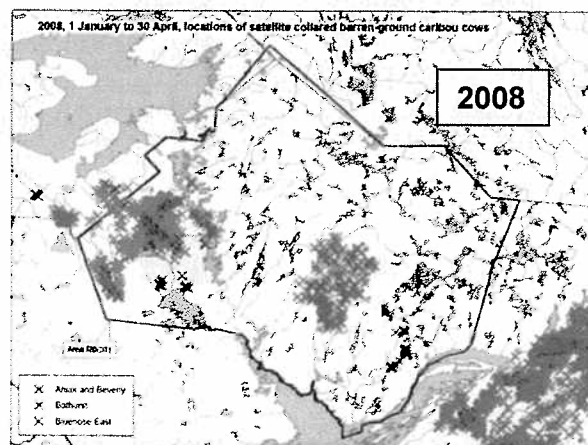 2008, 1 January to 30 April, locations of satellite collared barren-ground caribou cows
2008
Ahiak and Beverly
Bathurst
Bluenose East